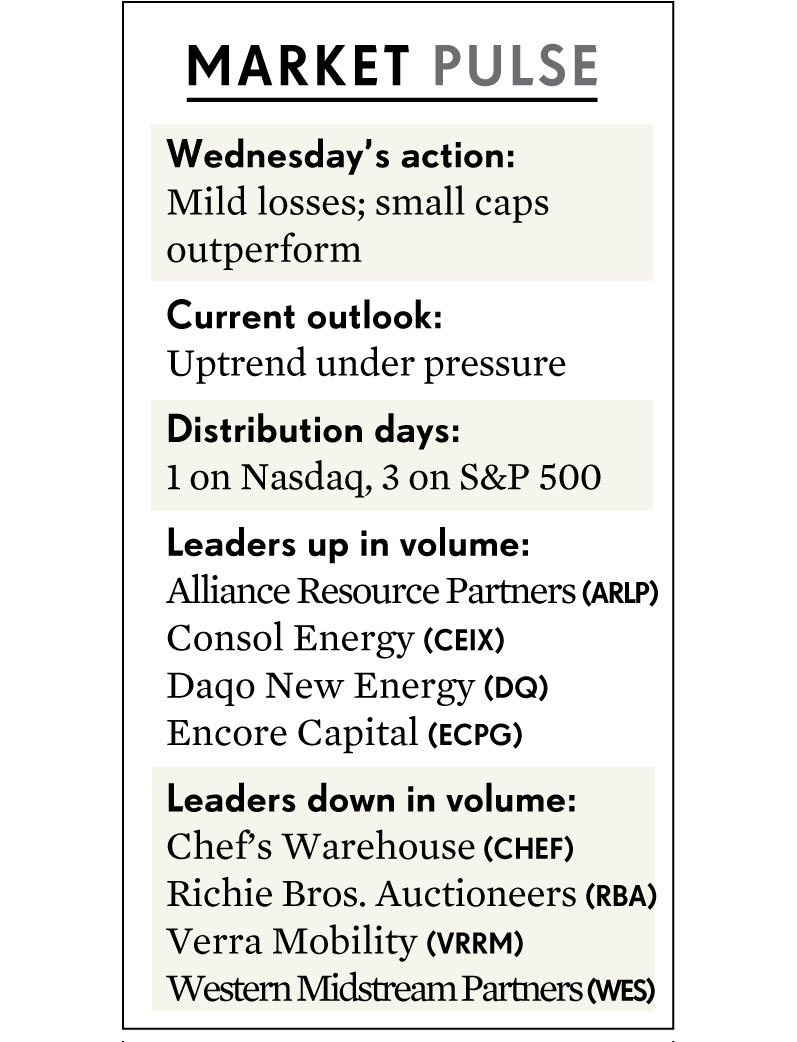 MARKET PULSE
Wednesday’s action:
Mild losses; small caps
outperform
Current outlook:
Uptrend under pressure
Distribution days:
1 on Nasdaq, 3 on S&P 500
Leaders up in volume:
Alliance Resource Partners (ARLP)
Consol Energy (CEIX)
Daqo New Energy (DQ)
Encore Capital (ECPG)
Leaders down in volume:
Chef’s Warehouse (CHEF)
Richie Bros. Auctioneers (RBA)
Verra Mobility (VRRM)
Western Midstream Partners (WES)